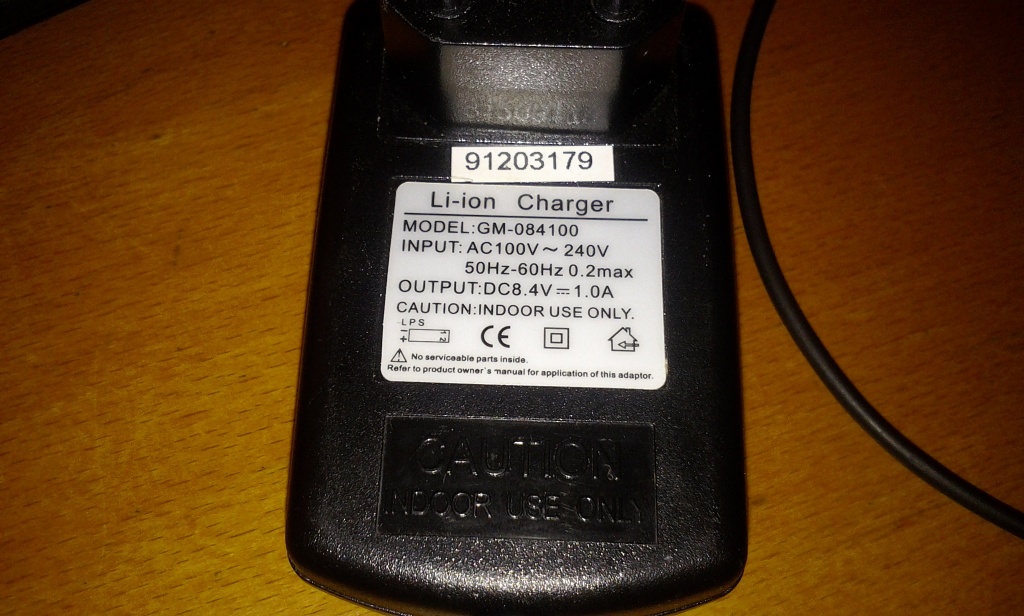 91203179
Li-ion Charger
MODEL:GM-084100
INPUT: AC100V~ 240V
50Hz-60Hz 0.2max
OUTPUT:DC8.4V⎓1.0A
CAUTION:INDOOR USE ONLY.
LPS
CE
No serviceable parts inside.
Refer to product owner's manual for application of this adaptor.
CAUTION
INDOOR USE ONLY